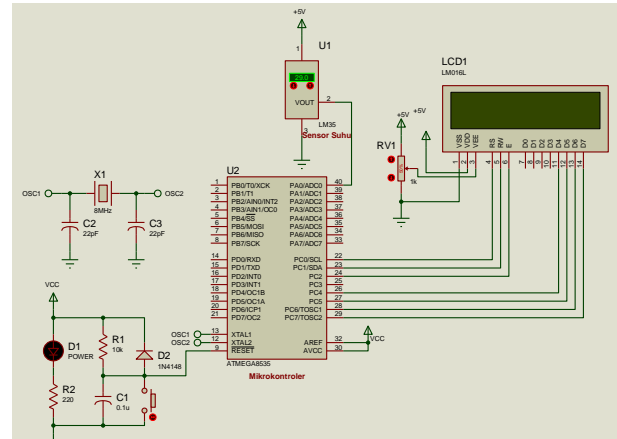 +5V
1
U1
29.0
VOUT
2
LM35
3
Sensor Suhu
LCD1
LM016L
+5V
+5V
RV1
1k
VSS
VDD
VEE
RS
RW
E
D0
D1
D2
D3
D4
D5
D6
D7
1
2
3
4
5
6
7
8
9
10
11
12
13
14
X1
OSC1
OSC2
8MHz
C2
22pF
C3
22pF
U2
1 PB0/T0/XCK PA0/ADC0 40
2 PB1/T1 PA1/ADC1 39
3 PB2/AIN0/INT2 PA2/ADC2 38
4 PB3/AIN1/OC0 PA3/ADC3 37
5 PB4/SS PA4/ADC4 36
6 PB5/MOSI PA5/ADC5 35
7 PB6/MISO PA6/ADC6 34
8 PB7/SCK PA7/ADC7 33
14 PD0/RXD PC0/SCL 22
15 PD1/TXD PC1/SDA 23
16 PD2/INT0 PC2 24
17 PD3/INT1 PC3 25
18 PD4/OC1B PC4 26
19 PD5/OC1A PC5 27
20 PD6/ICP1 PC6/TOSC1 28
21 PD7/OC2 PC7/TOSC2 29
OSC1 13 XTAL1
OSC2 12 XTAL2 AREF 32
9 RESET AVCC 30
VCC
ATMEGA8535
Mikrokontroler
VCC
D1
POWER
R1
10k
D2
1N4148
R2
220
C1
0.1u